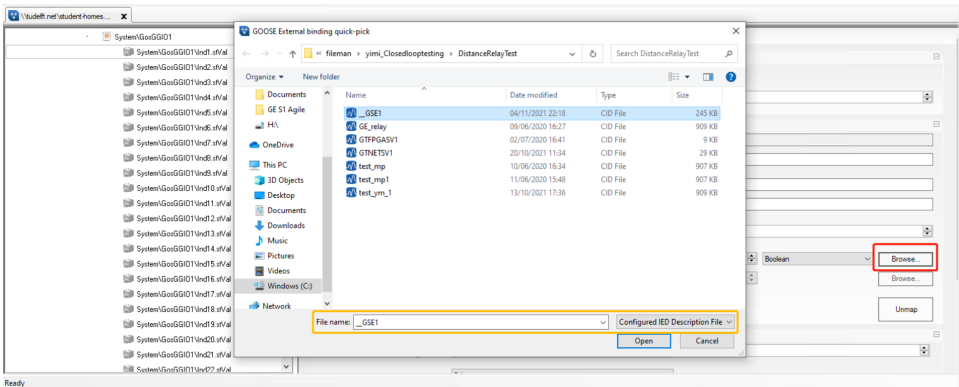 \\tudelft.net\student-homes.... X
System\GosGGIO1
System\GosGGIO1\Ind1.stVal
System\GosGGIO1\Ind2.stVal
System\GosGGIO1\Ind3.stVal
System\GosGGIO1\Ind4.stVal
System\GosGGIO1\Ind5.stVal
System\GosGGIO1\Ind6.stVal
System\GosGGIO1\Ind7.stVal
System\GosGGIO1\Ind8.stVal
System\GosGGIO1\Ind9.stVal
System\GosGGIO1\Ind10.stVal
System\GosGGIO1\Ind11.stVal
System\GosGGIO1\Ind12.stVal
System\GosGGIO1\Ind13.stVal
System\GosGGIO1\Ind14.stVal
System\GosGGIO1\Ind15.stVal
System\GosGGIO1\Ind16.stVal
System\GosGGIO1\Ind17.stVal
System\GosGGIO1\Ind18.stVal
System\GosGGIO1\Ind19.stVal
System\GosGGIO1\Ind20.stVal
System\GosGGIO1\Ind21.stVal
System\GosGGIO1\Ind22.stVal
GOOSE External binding quick-pick
« fileman › yimi_Closedlooptesting › DistanceRelayTest
Search DistanceRelayTest
Organize New folder
Documents
GE S1 Agile
H:\
OneDrive
This PC
3D Objects
Desktop
Documents
Downloads
Music
Pictures
Videos
Windows (C:)
Network
Name Date modified Type Size
__GSE1 04/11/2021 22:18 CID File 245 KB
GE_relay 09/06/2020 16:27 CID File 909 KB
GTFPGASV1 02/07/2020 16:41 CID File 9 KB
GTNETSV1 20/10/2021 11:34 CID File 29 KB
test_mp 10/06/2020 16:34 CID File 907 KB
test_mp1 11/06/2020 15:48 CID File 907 KB
test_ym_1 13/10/2021 17:36 CID File 909 KB
File name: __GSE1 Configured IED Description File
Open Cancel
Boolean Browse...
Browse...
Unmap
Ready